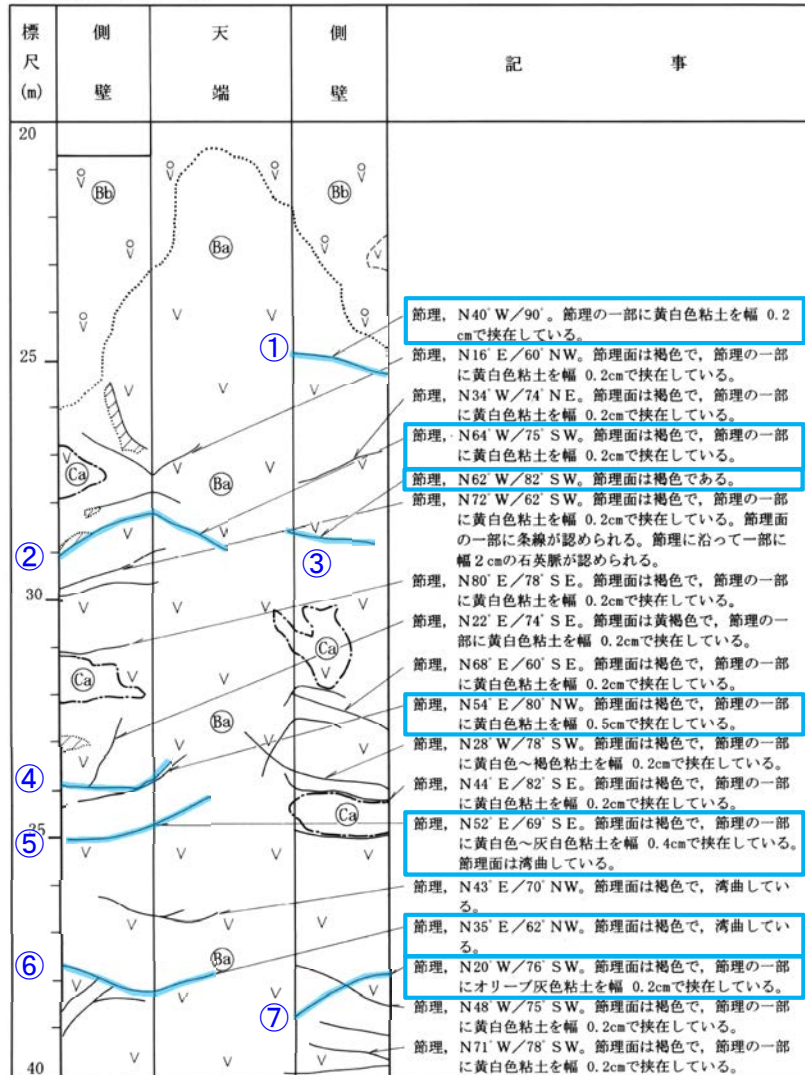 標尺(m)
側壁
天端
側壁
記事
20
Bb
Bb
Ba
節理, N40°W/90°。節理の一部に黄白色粘土を幅 0.2
cmで挟在している。
①
25
節理, N16°E/60°NW。節理面は褐色で, 節理の一部
に黄白色粘土を幅 0.2cmで挟在している。
節理, N34°W/74°NE。節理面は褐色で, 節理の一部
に黄白色粘土を幅 0.2cmで挟在している。
節理, N64°W/75°SW。節理面は褐色で, 節理の一部
に黄白色粘土を幅 0.2cmで挟在している。
Ca
Ba
節理, N62°W/82°SW。節理面は褐色である。
節理, N72°W/62°SW。節理面は褐色で, 節理の一部
に黄白色粘土を幅 0.2cmで挟在している。節理面
の一部に条線が認められる。節理に沿って一部に
幅2cmの石英脈が認められる。
②
③
30
節理, N80°E/78°SE。節理面は褐色で, 節理の一部
に黄白色粘土を幅 0.2cmで挟在している。
節理, N22°E/74°SE。節理面は黄褐色で, 節理の一
部に黄白色粘土を幅 0.2cmで挟在している。
Ca
Ca
節理, N68°E/60°SE。節理面は褐色で, 節理の一部
に黄白色粘土を幅 0.2cmで挟在している。
Ba
節理, N54°E/80°NW。節理面は褐色で, 節理の一部
に黄白色粘土を幅 0.5cmで挟在している。
節理, N28°W/78°SW。節理面は褐色で, 節理の一部
に黄白色～褐色粘土を幅 0.2cmで挟在している。
④
節理, N44°E/82°SE。節理面は褐色で, 節理の一部
に黄白色粘土を幅 0.2cmで挟在している。
Ca
⑤
節理, N52°E/69°SE。節理面は褐色で, 節理の一部
に黄白色～灰白色粘土を幅 0.4cmで挟在している。
節理面は湾曲している。
節理, N43°E/70°NW。節理面は褐色で, 湾曲してい
る。
⑥
Ba
節理, N35°E/62°NW。節理面は褐色で, 湾曲してい
る。
節理, N20°W/76°SW。節理面は褐色で, 節理の一部
にオリーブ灰色粘土を幅 0.2cmで挟在している。
⑦
節理, N48°W/75°SW。節理面は褐色で, 節理の一部
に黄白色粘土を幅 0.2cmで挟在している。
節理, N71°W/78°SW。節理面は褐色で, 節理の一部
に黄白色粘土を幅 0.2cmで挟在している。
40